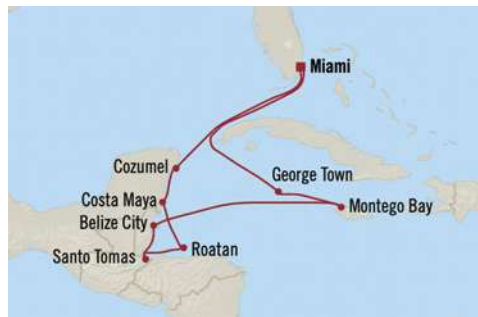 Miami
Cozumel
George Town
Costa Maya
Montego Bay
Belize City
Roatan
Santo Tomas